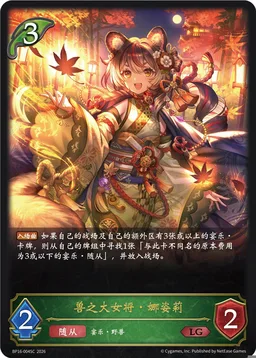 3
入场曲 如果自己的战场及自己的额外区有3张或以上的宴乐·
卡牌，则从自己的牌组中寻找1张「与此卡不同名的原本费用
为3或以下的宴乐·随从」，并放入战场。
兽之大女将·娜姿莉
2
随从
宴乐·野兽
LG
2
BP16-004SC 2026
© Cygames, Inc. Published by NetEase Games